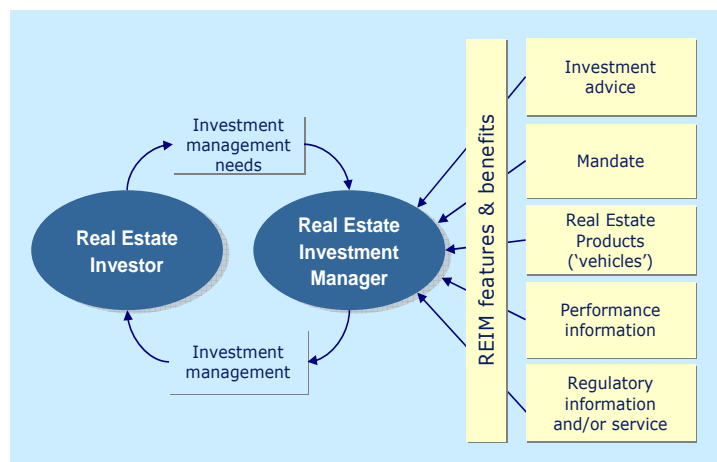 Investment
management
needs
Real Estate
Investor
Real Estate
Investment
Manager
Investment
management
REIM features & benefits
Investment
advice
Mandate
Real Estate
Products
(‘vehicles’)
Performance
information
Regulatory
information
and/or service